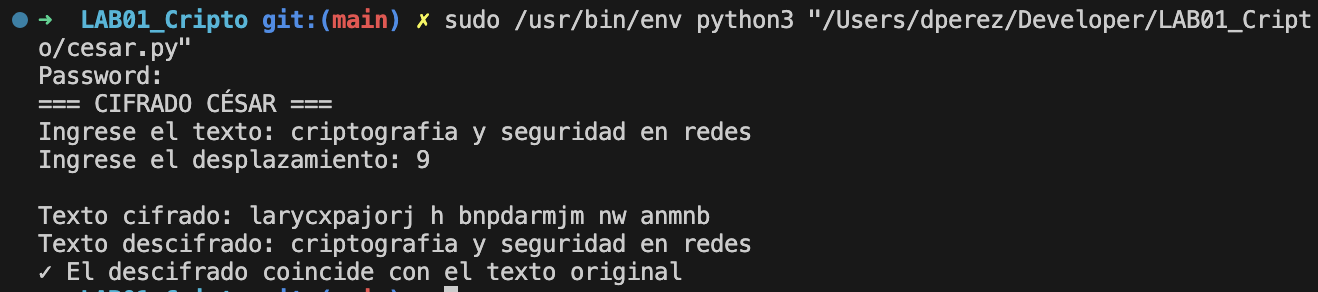 ➜ LAB01_Cripto git:(main) ✗ sudo /usr/bin/env python3 "/Users/dperez/Developer/LAB01_Cript
o/cesar.py"
Password:
=== CIFRADO CÉSAR ===
Ingrese el texto: criptografia y seguridad en redes
Ingrese el desplazamiento: 9
Texto cifrado: larycxpajorj h bnpdarmjm nw anmnb
Texto descifrado: criptografia y seguridad en redes
✓ El descifrado coincide con el texto original